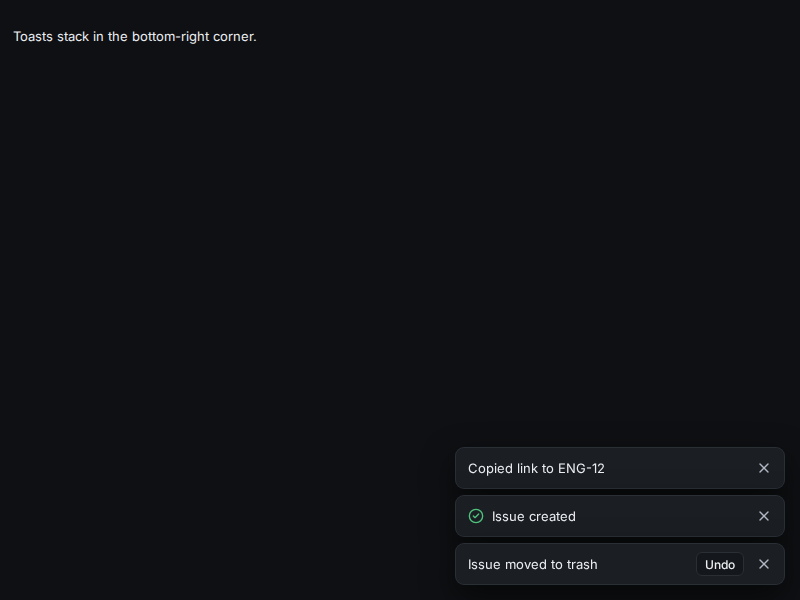 Toasts stack in the bottom-right corner.
Copied link to ENG-12
Issue created
Issue moved to trash Undo